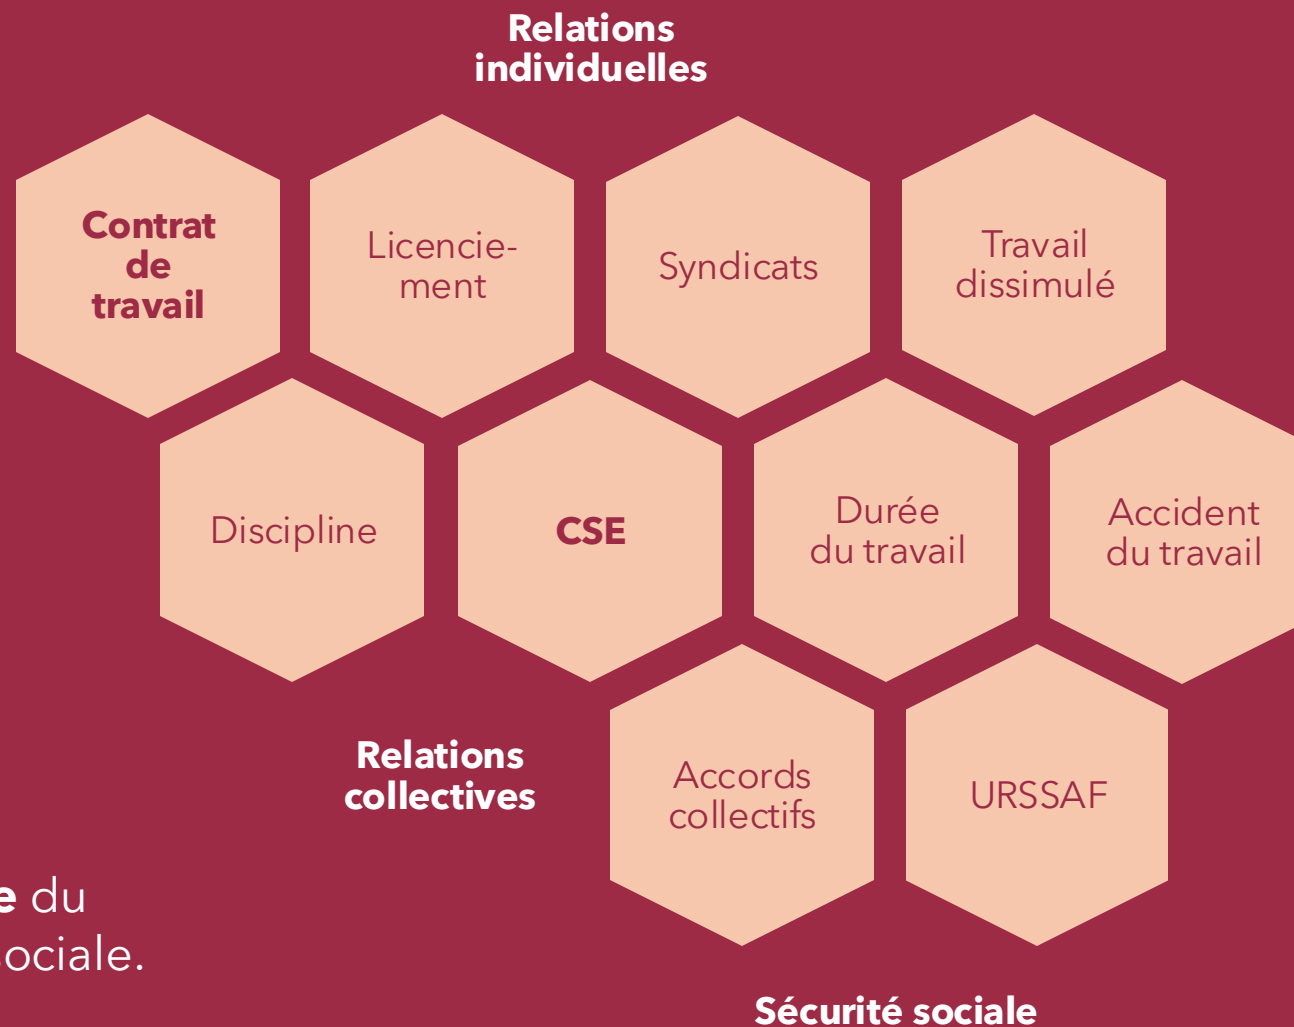 Relations
individuelles
Contrat
de
travail
Licencie-
ment
Syndicats
Travail
dissimulé
Discipline
CSE
Durée
du travail
Accident
du travail
Relations
collectives
Accords
collectifs
URSSAF
e du
ociale.
Sécurité sociale